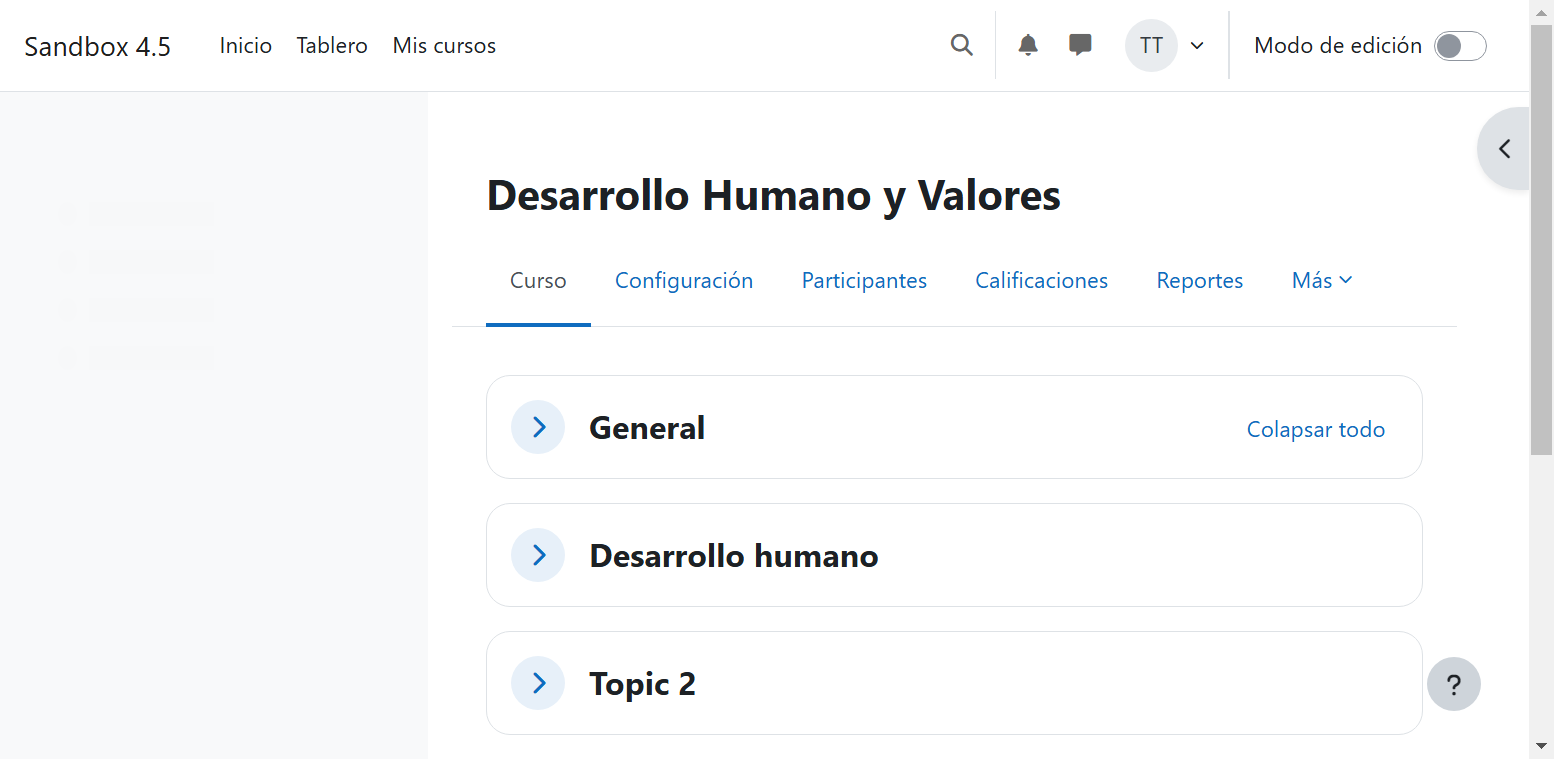 Sandbox 4.5 Inicio Tablero Mis cursos TT Modo de edición
Desarrollo Humano y Valores
Curso Configuración Participantes Calificaciones Reportes Más
General Colapsar todo
Desarrollo humano
Topic 2
?